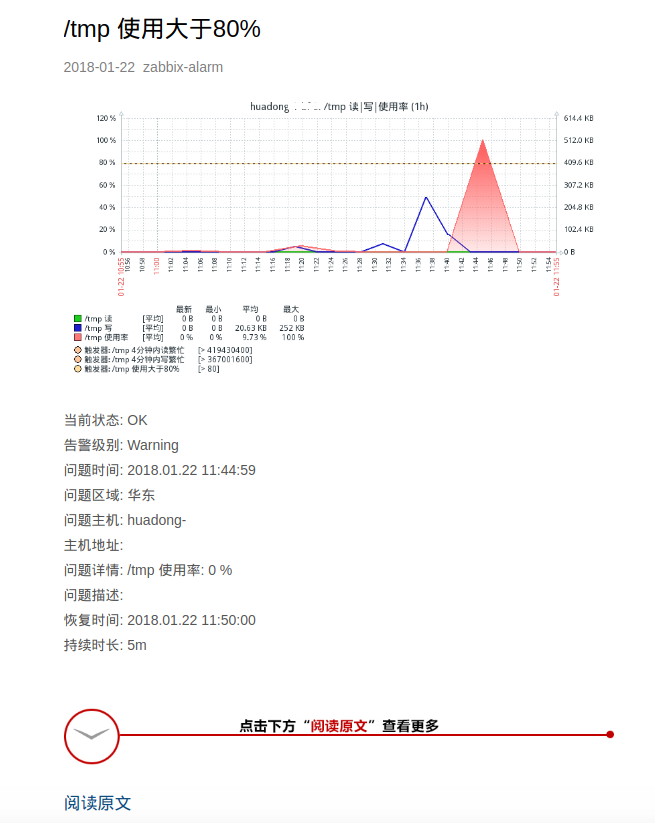 /tmp 使用大于80%
2018-01-22 zabbix-alarm
huadong /tmp 读|写|使用率 (1h)
120 % 614.4 KB
100 % 512.0 KB
80 % 409.6 KB
60 % 307.2 KB
40 % 204.8 KB
20 % 102.4 KB
0 % 0 B
01-22 10:55 10:56 10:58 11:00 11:02 11:04 11:06 11:08 11:10 11:12 11:14 11:16 11:18 11:20 11:22 11:24 11:26 11:28 11:30 11:32 11:34 11:36 11:38 11:40 11:42 11:44 11:46 11:48 11:50 11:52 11:54 01-22 11:55
最新 最小 平均 最大
/tmp 读 [平均] 0 B 0 B 0 B 0 B
/tmp 写 [平均] 0 B 0 B 20.63 KB 252 KB
/tmp 使用率 [平均] 0 % 0 % 9.73 % 100 %
触发器: /tmp 4分钟内读繁忙 [> 419430400]
触发器: /tmp 4分钟内写繁忙 [> 367001600]
触发器: /tmp 使用大于80% [> 80]
当前状态: OK
告警级别: Warning
问题时间: 2018.01.22 11:44:59
问题区域: 华东
问题主机: huadong-
主机地址:
问题详情: /tmp 使用率: 0 %
问题描述:
恢复时间: 2018.01.22 11:50:00
持续时长: 5m
点击下方“阅读原文”查看更多
阅读原文